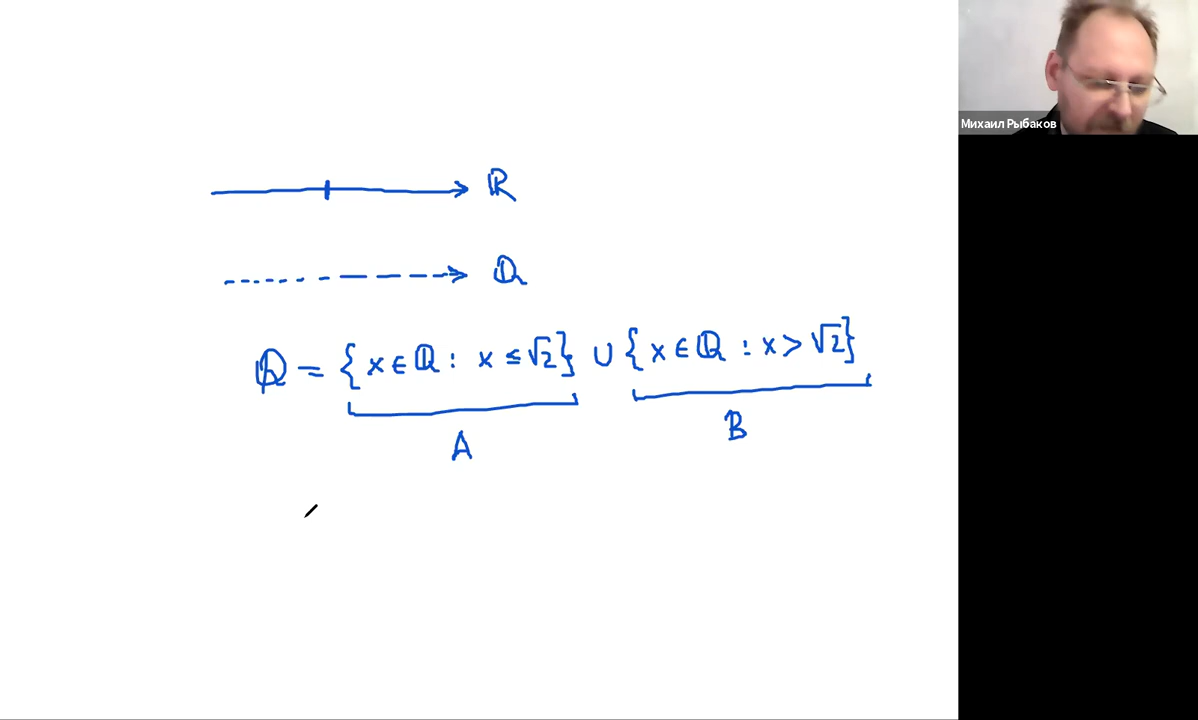 Михаил Рыбаков
ℝ
ℚ
ℚ = {x ∈ ℚ : x ≤ √2} ∪ {x ∈ ℚ : x > √2}
A B